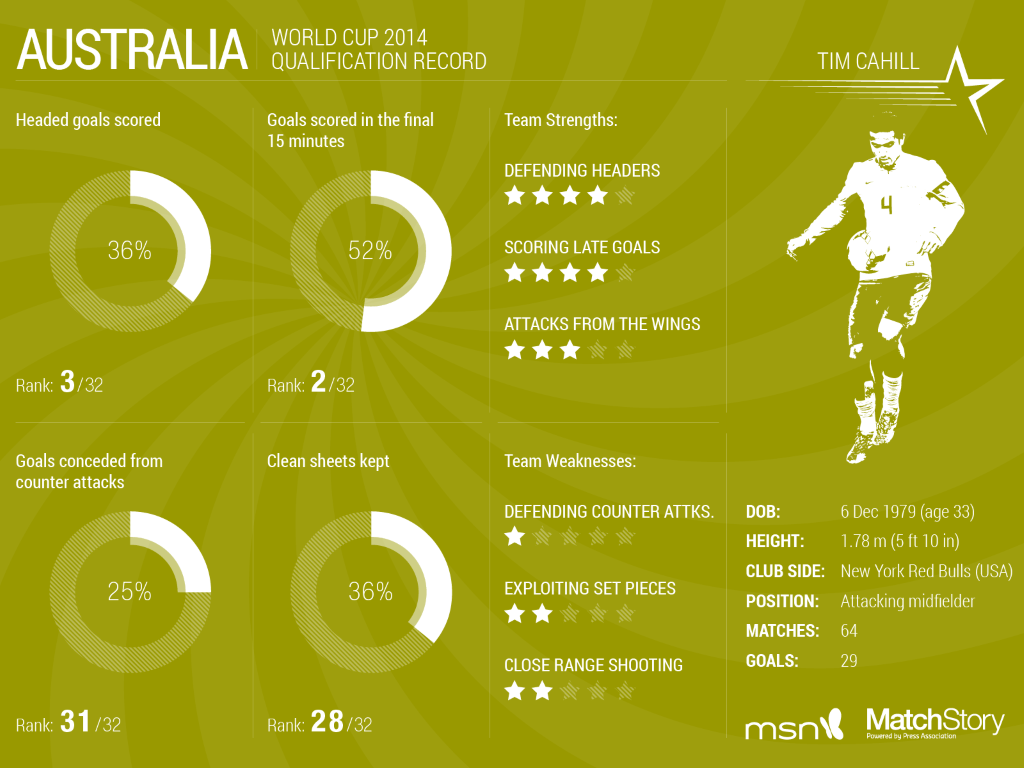 AUSTRALIA
WORLD CUP 2014
QUALIFICATION RECORD
TIM CAHILL
Headed goals scored
36%
Rank: 3/32
Goals scored in the final
15 minutes
52%
Rank: 2/32
Team Strengths:
DEFENDING HEADERS
SCORING LATE GOALS
ATTACKS FROM THE WINGS
4
Goals conceded from
counter attacks
25%
Rank: 31/32
Clean sheets kept
36%
Rank: 28/32
Team Weaknesses:
DEFENDING COUNTER ATTKS.
EXPLOITING SET PIECES
CLOSE RANGE SHOOTING
DOB: 6 Dec 1979 (age 33)
HEIGHT: 1.78 m (5 ft 10 in)
CLUB SIDE: New York Red Bulls (USA)
POSITION: Attacking midfielder
MATCHES: 64
GOALS: 29
msn
MatchStory
Powered by Press Association